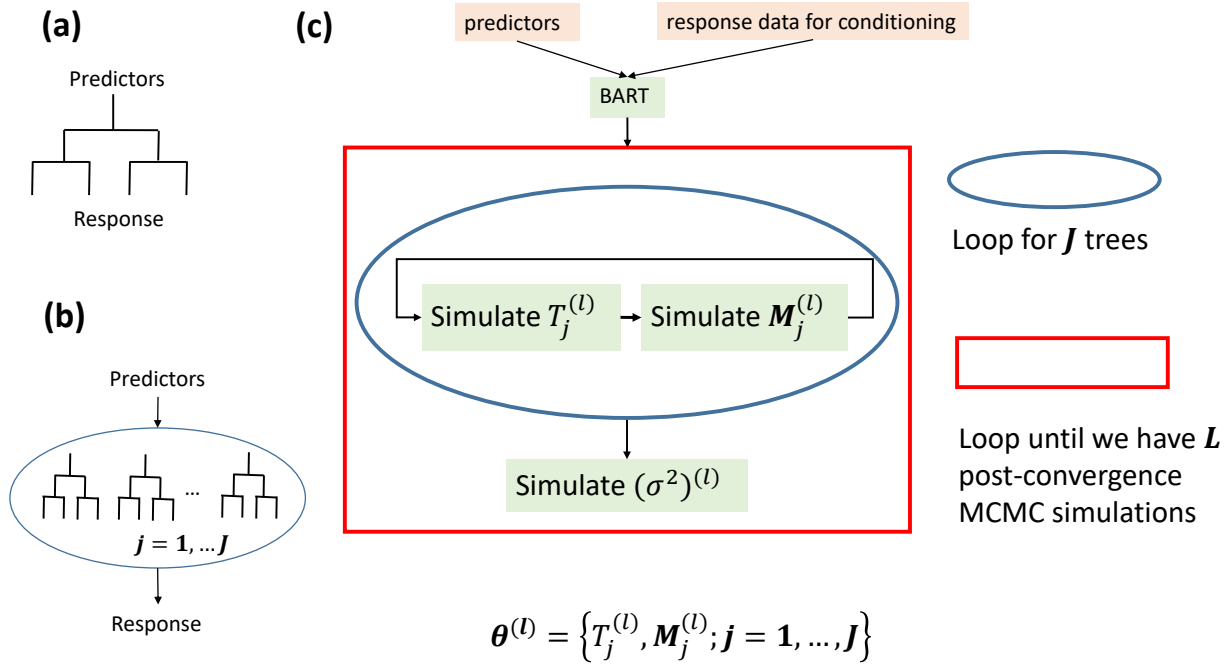 (a)
Predictors
Response
(b)
Predictors
...
j = 1, … J
Response
(c)
predictors
response data for conditioning
BART
Simulate T_j^{(l)}
Simulate M_j^{(l)}
Simulate (σ²)^{(l)}
Loop for J trees
Loop until we have L
post-convergence
MCMC simulations
θ^{(l)} = {T_j^{(l)}, M_j^{(l)}; j = 1, … , J}